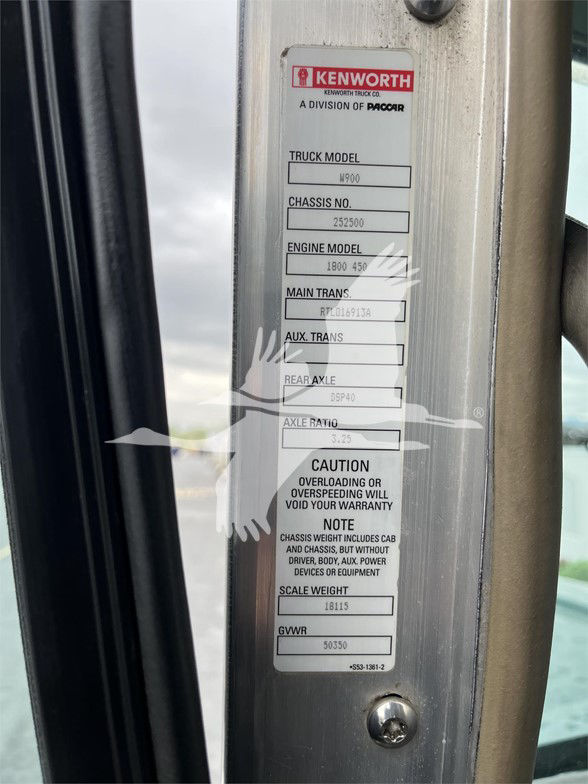 KENWORTH
KENWORTH TRUCK CO.
A DIVISION OF PACCAR
TRUCK MODEL
W900
CHASSIS NO.
252500
ENGINE MODEL
1800 450
MAIN TRANS.
RTLO16913A
AUX. TRANS
REAR AXLE
DSP40
AXLE RATIO
3.25
CAUTION
OVERLOADING OR
OVERSPEEDING WILL
VOID YOUR WARRANTY
NOTE
CHASSIS WEIGHT INCLUDES CAB
AND CHASSIS, BUT WITHOUT
DRIVER, BODY, AUX. POWER
DEVICES OR EQUIPMENT
SCALE WEIGHT
18115
GVWR
50350
•S53-1361-2
®